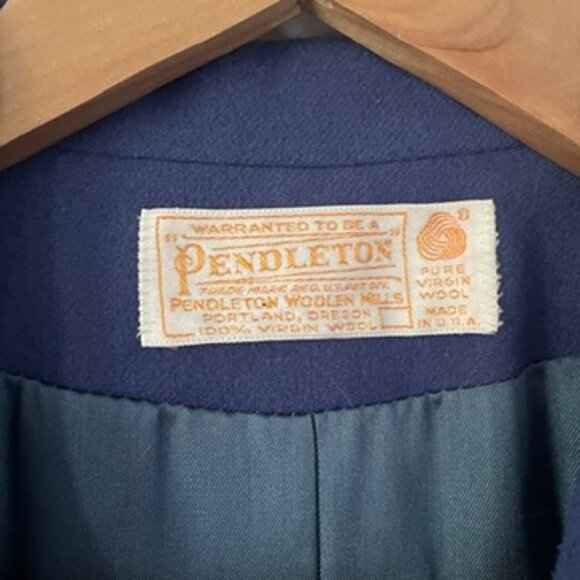 WARRANTED TO BE A
"PENDLETON"
TRADE MARK REG. U.S. PAT. OFF.
PENDLETON WOOLEN MILLS
PORTLAND, OREGON
100% VIRGIN WOOL
®
PURE
VIRGIN
WOOL
MADE
IN U.S.A.